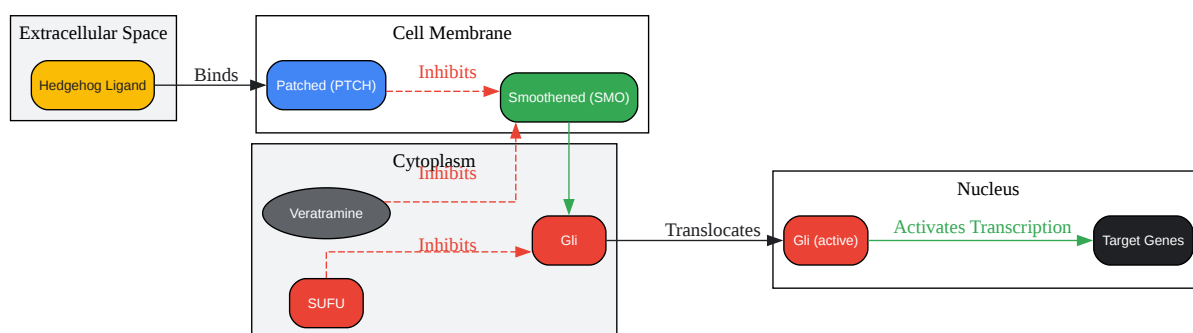 Extracellular Space
Hedgehog Ligand
Binds
Cell Membrane
Patched (PTCH)
Inhibits
Smoothened (SMO)
Cytoplasm
Inhibits
Veratramine
Inhibits
Gli
SUFU
Translocates
Nucleus
Gli (active)
Activates Transcription
Target Genes